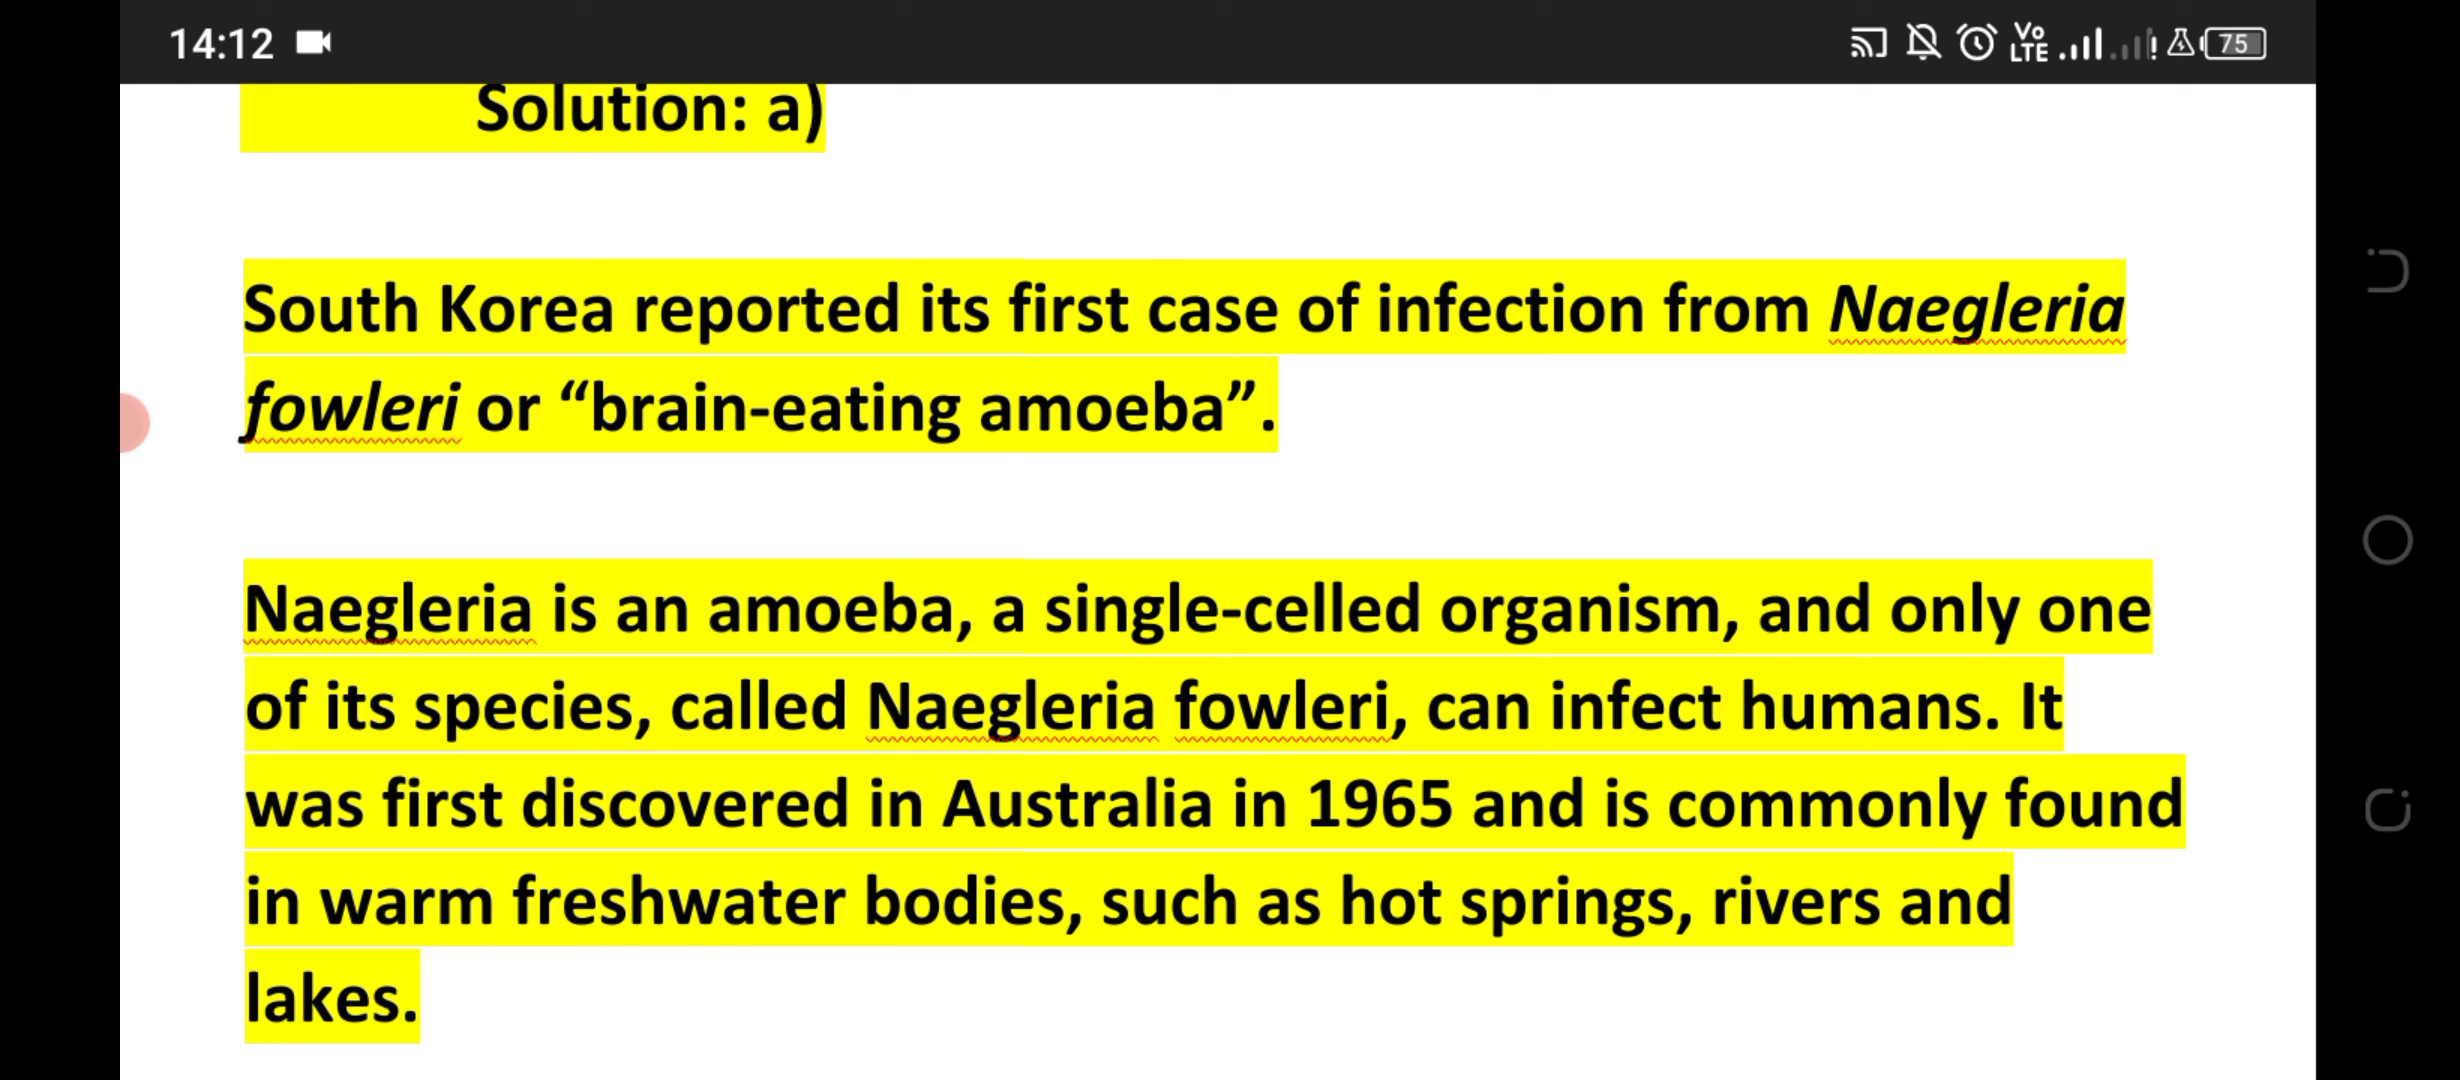 14:12
Vo
LTE
75
Solution: a)
South Korea reported its first case of infection from Naegleria
fowleri or “brain-eating amoeba”.
Naegleria is an amoeba, a single-celled organism, and only one
of its species, called Naegleria fowleri, can infect humans. It
was first discovered in Australia in 1965 and is commonly found
in warm freshwater bodies, such as hot springs, rivers and
lakes.